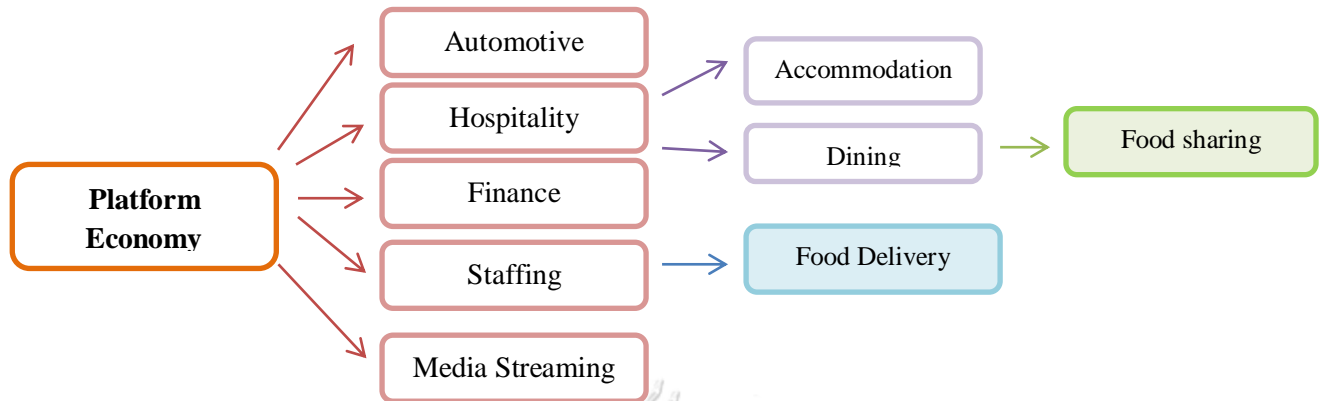 Automotive
Accommodation
Hospitality
Food sharing
Dining
Platform
Economy
Finance
Food Delivery
Staffing
Media Streaming